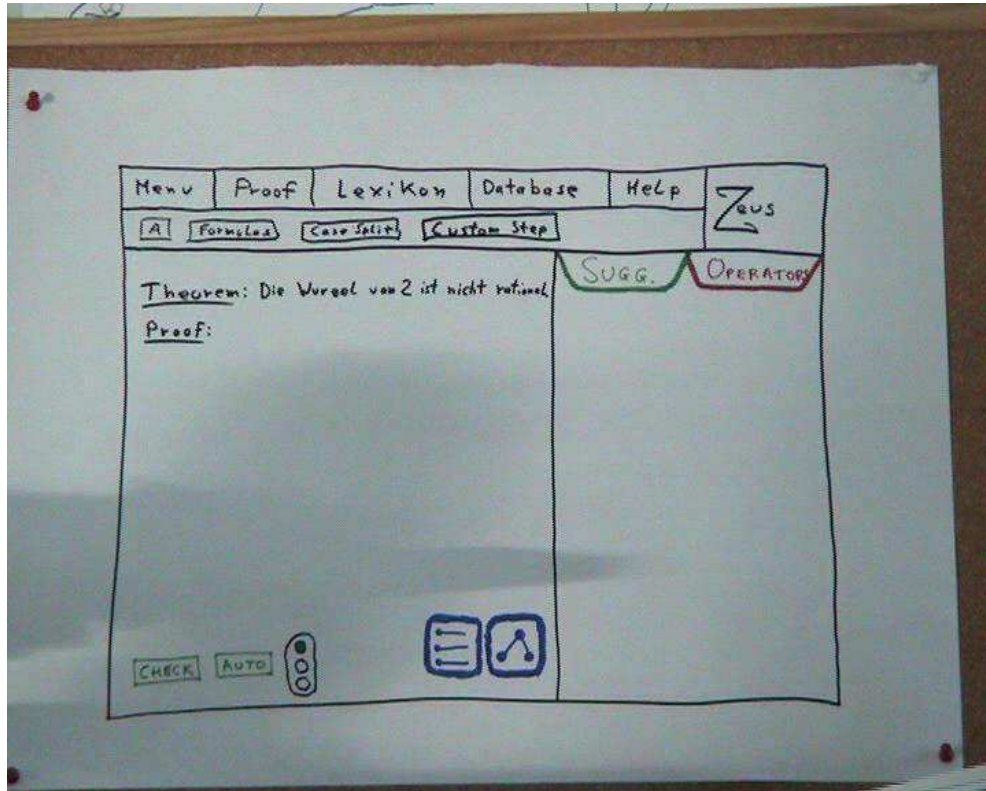 Menu Proof Lexikon Database Help Zeus
A Formulas Case Split Custom Step
SUGG. OPERATORS
Theorem: Die Wurzel von 2 ist nicht rational
Proof:
CHECK AUTO